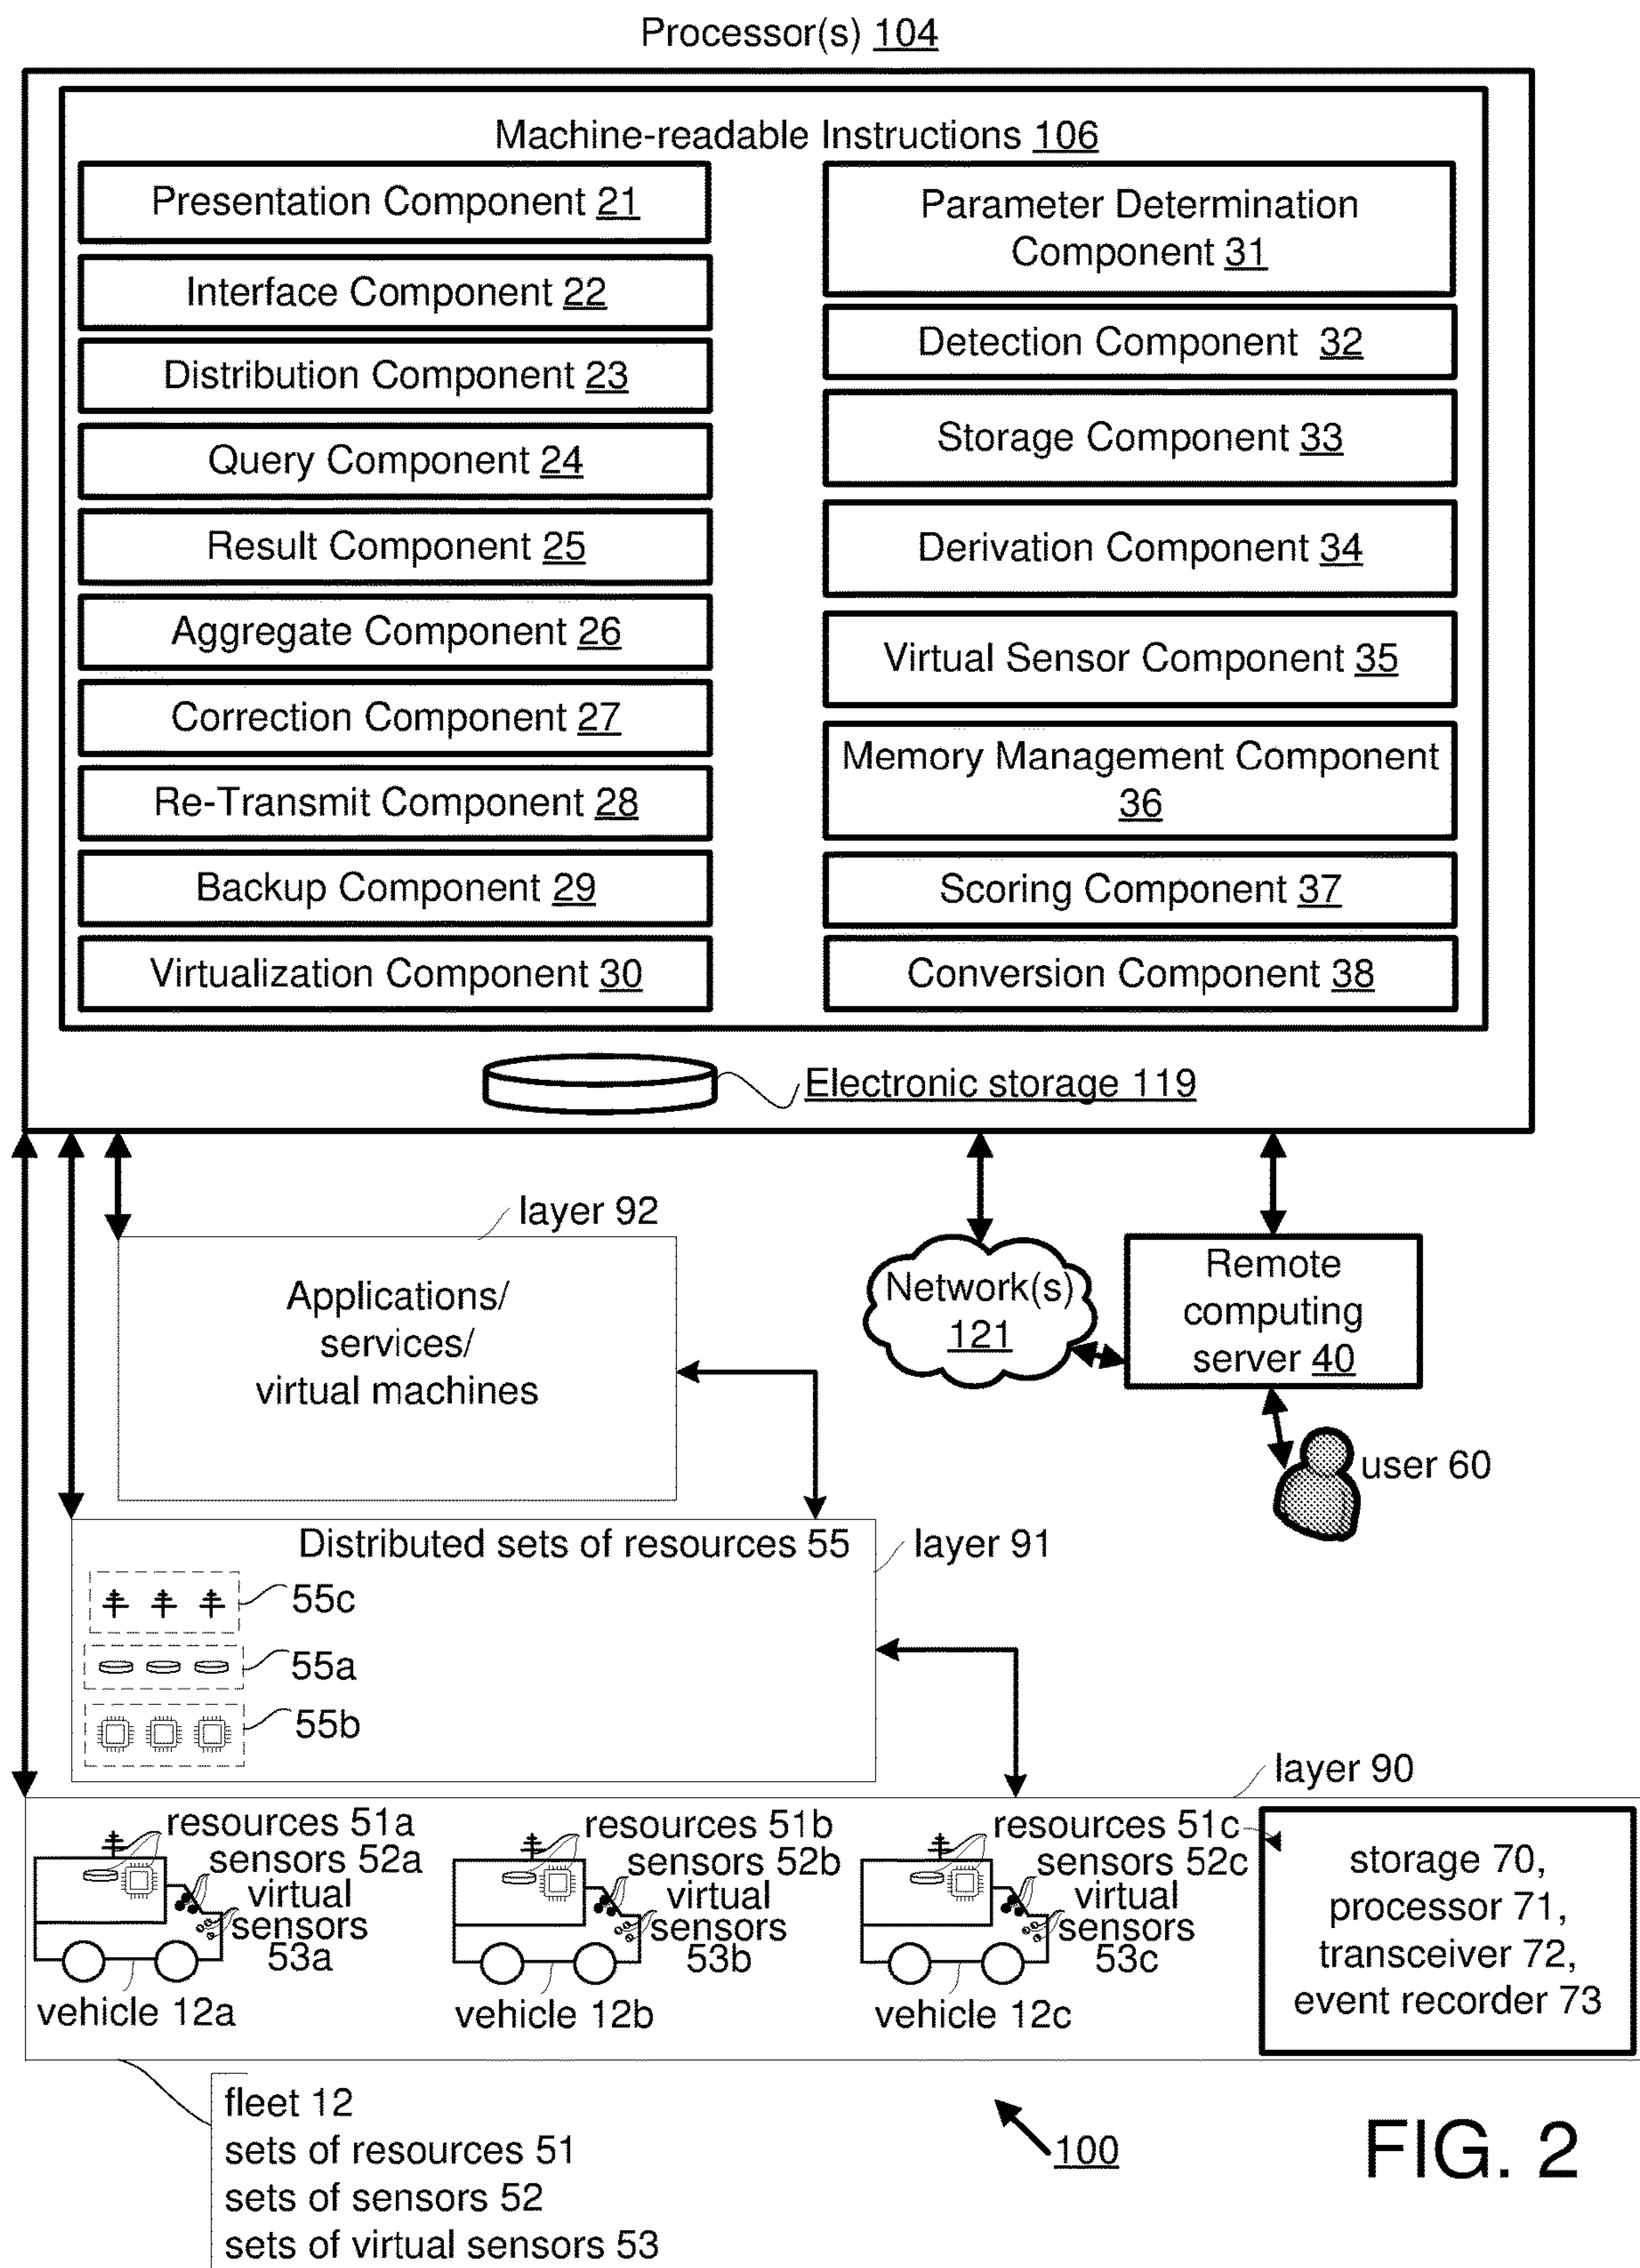 Processor(s) 104
Machine-readable Instructions 106
Presentation Component 21
Interface Component 22
Distribution Component 23
Query Component 24
Result Component 25
Aggregate Component 26
Correction Component 27
Re-Transmit Component 28
Backup Component 29
Virtualization Component 30
Parameter Determination
Component 31
Detection Component 32
Storage Component 33
Derivation Component 34
Virtual Sensor Component 35
Memory Management Component
36
Scoring Component 37
Conversion Component 38
Electronic storage 119
layer 92
Applications/
services/
virtual machines
Network(s)
121
Remote
computing
server 40
user 60
Distributed sets of resources 55
layer 91
55c
55a
55b
layer 90
resources 51a
sensors 52a
virtual
sensors
53a
vehicle 12a
resources 51b
sensors 52b
virtual
sensors
53b
vehicle 12b
resources 51c
sensors 52c
virtual
sensors
53c
vehicle 12c
storage 70,
processor 71,
transceiver 72,
event recorder 73
fleet 12
sets of resources 51
sets of sensors 52
sets of virtual sensors 53
100
FIG. 2